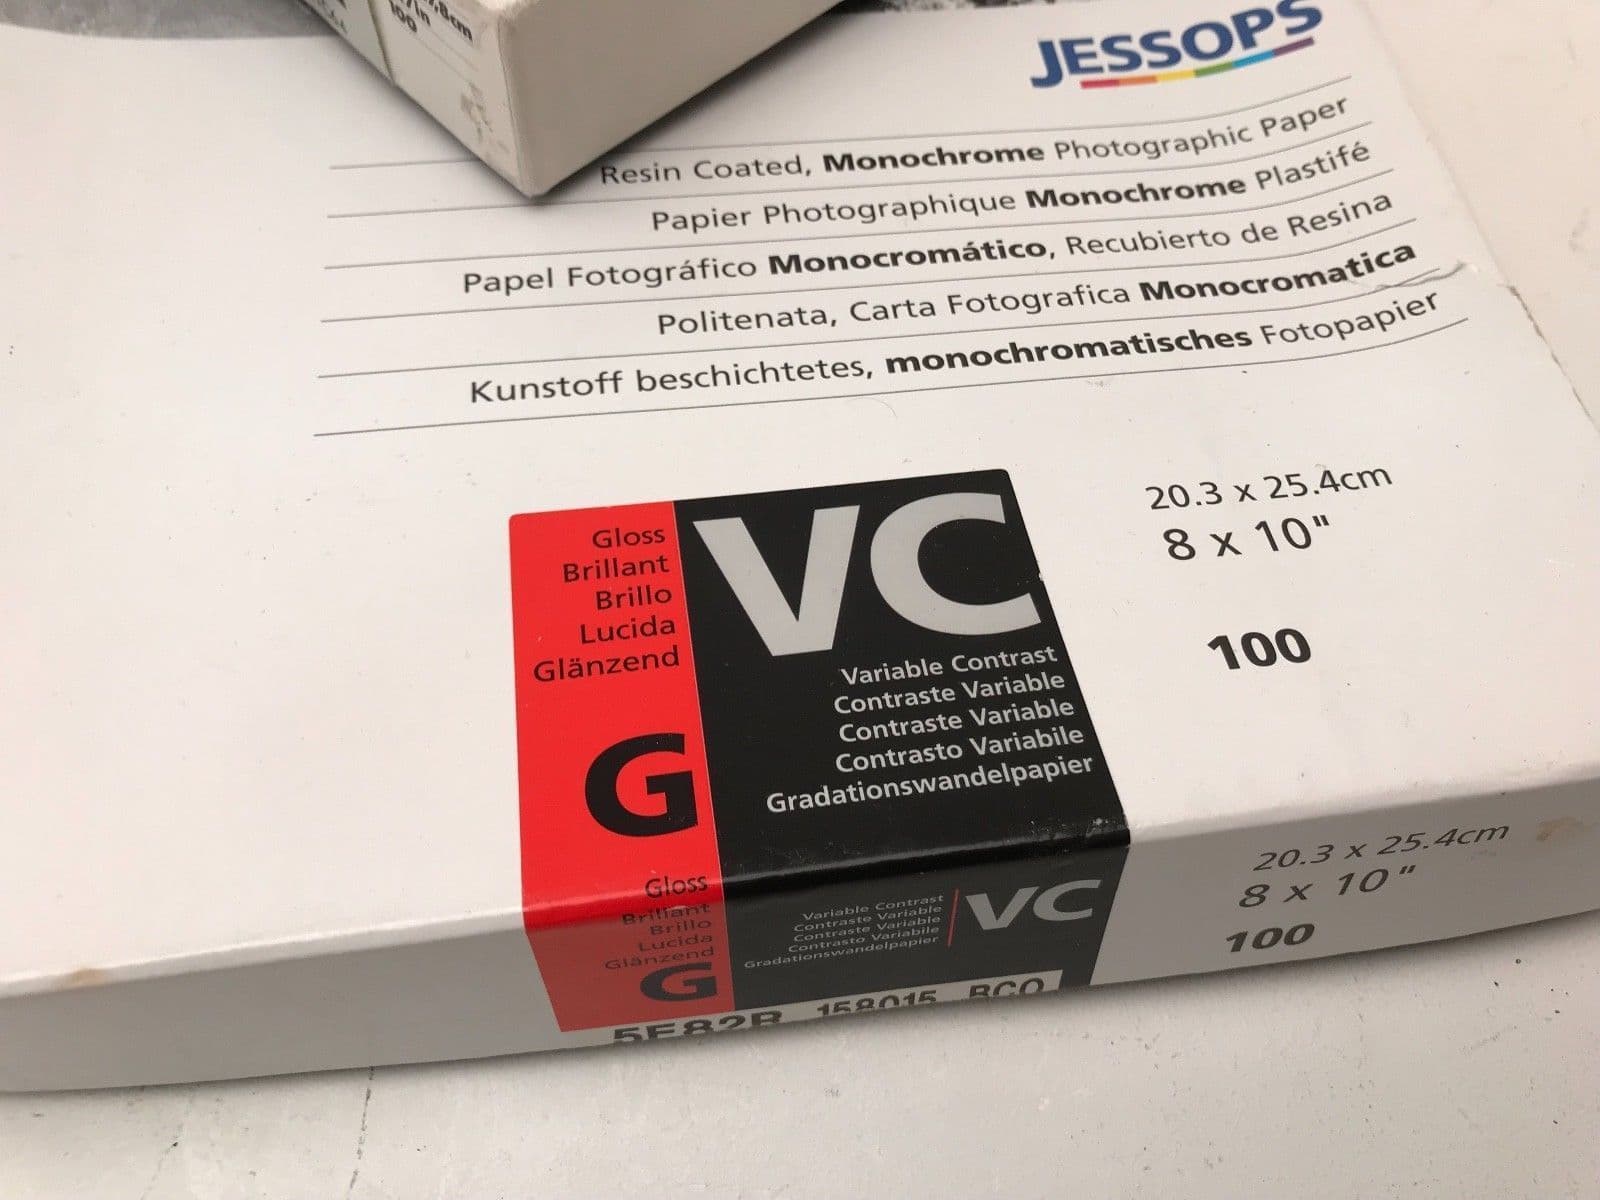 100
JESSOPS
Resin Coated, Monochrome Photographic Paper
Papier Photographique Monochrome Plastifé
Papel Fotográfico Monocromático, Recubierto de Resina
Politenata, Carta Fotografica Monocromatica
Kunstoff beschichtetes, monochromatisches Fotopapier
Gloss
Brillant
Brillo
Lucida
Glänzend
G
VC
Variable Contrast
Contraste Variable
Contraste Variable
Contrasto Variabile
Gradationswandelpapier
20.3 x 25.4cm
8 x 10"
100
Gloss
Brillant
Brillo
Lucida
Glänzend
G
Variable Contrast
Contraste Variable
Contraste Variable
Contrasto Variabile
Gradationswandelpapier
VC
20.3 x 25.4cm
8 x 10"
100
158015